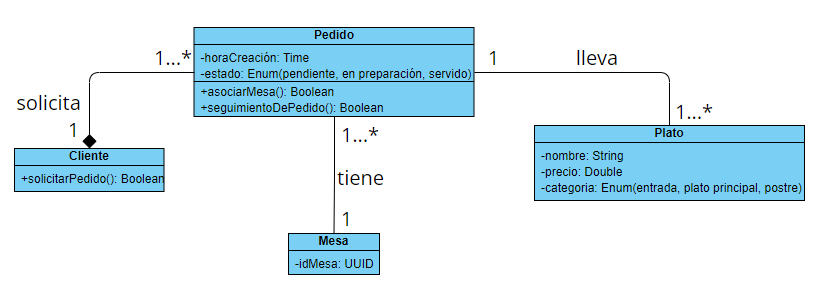 Pedido
-horaCreación: Time
-estado: Enum(pendiente, en preparación, servido)
+asociarMesa(): Boolean
+seguimientoDePedido(): Boolean
1...*
solicita
1
Cliente
+solicitarPedido(): Boolean
1
lleva
1...*
Plato
-nombre: String
-precio: Double
-categoria: Enum(entrada, plato principal, postre)
1...*
tiene
1
Mesa
-idMesa: UUID